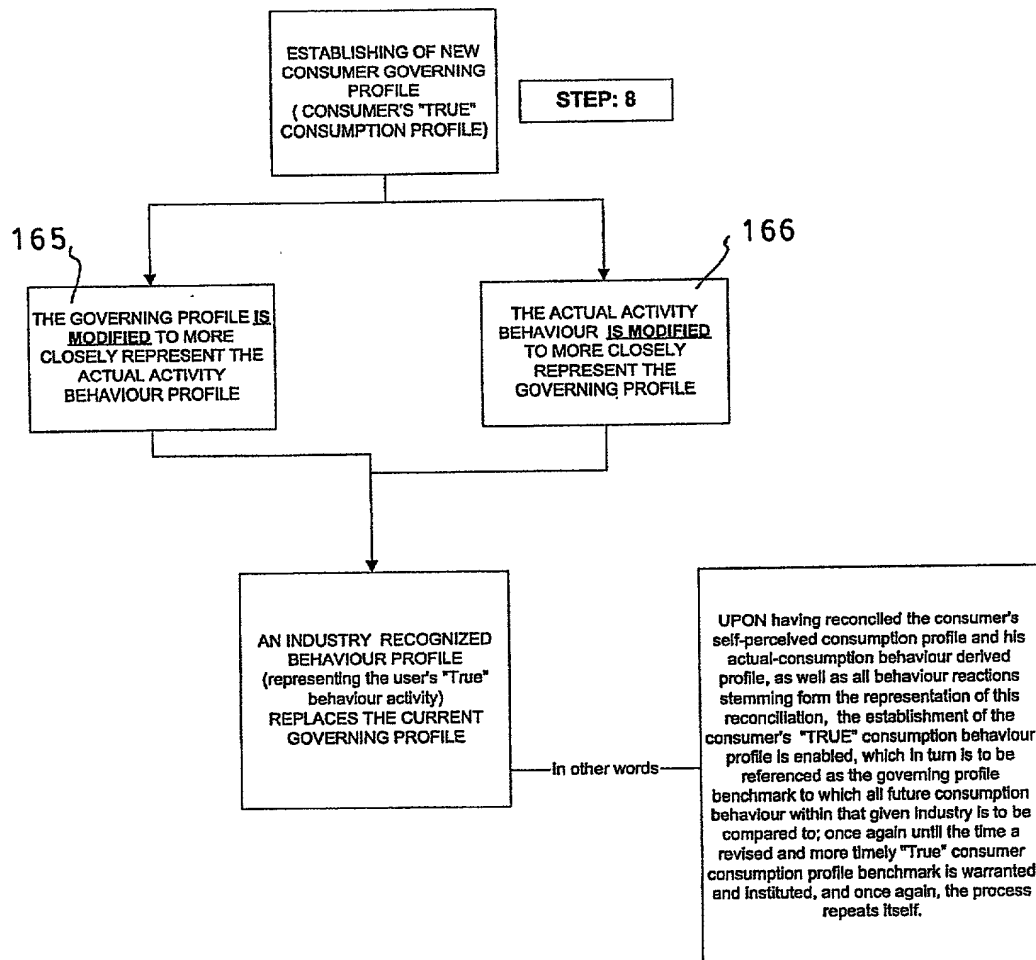 ESTABLISHING OF NEW
CONSUMER GOVERNING
PROFILE
( CONSUMER'S "TRUE"
CONSUMPTION PROFILE)
STEP: 8
165
166
THE GOVERNING PROFILE IS
MODIFIED TO MORE
CLOSELY REPRESENT THE
ACTUAL ACTIVITY
BEHAVIOUR PROFILE
THE ACTUAL ACTIVITY
BEHAVIOUR IS MODIFIED
TO MORE CLOSELY
REPRESENT THE
GOVERNING PROFILE
AN INDUSTRY RECOGNIZED
BEHAVIOUR PROFILE
(representing the user's "True"
behaviour activity)
REPLACES THE CURRENT
GOVERNING PROFILE
In other words
UPON having reconciled the consumer's
self-perceived consumption profile and his
actual-consumption behaviour derived
profile, as well as all behaviour reactions
stemming form the representation of this
reconciliation, the establishment of the
consumer's "TRUE" consumption behaviour
profile is enabled, which in turn is to be
referenced as the governing profile
benchmark to which all future consumption
behaviour within that given industry is to be
compared to; once again until the time a
revised and more timely "True" consumer
consumption profile benchmark is warranted
and instituted, and once again, the process
repeats itself.